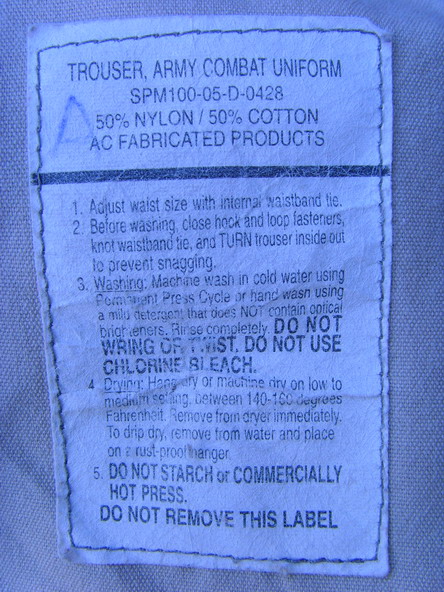 TROUSER, ARMY COMBAT UNIFORM
SPM100-05-D-0428
A
50% NYLON / 50% COTTON
AC FABRICATED PRODUCTS
1. Adjust waist size with internal waistband tie.
2. Before washing, close hook and loop fasteners,
knot waistband tie, and TURN trouser inside out
to prevent snagging.
3. Washing: Machine wash in cold water using
Permanent Press Cycle or hand wash using
a mild detergent that does NOT contain optical
brighteners. Rinse completely. DO NOT
WRING OR TWIST. DO NOT USE
CHLORINE BLEACH.
4. Drying: Hang dry or machine dry on low to
medium setting, between 140-160 degrees
Fahrenheit. Remove from dryer immediately.
To drip dry, remove from water and place
on a rust-proof hanger.
5. DO NOT STARCH or COMMERCIALLY
HOT PRESS.
DO NOT REMOVE THIS LABEL